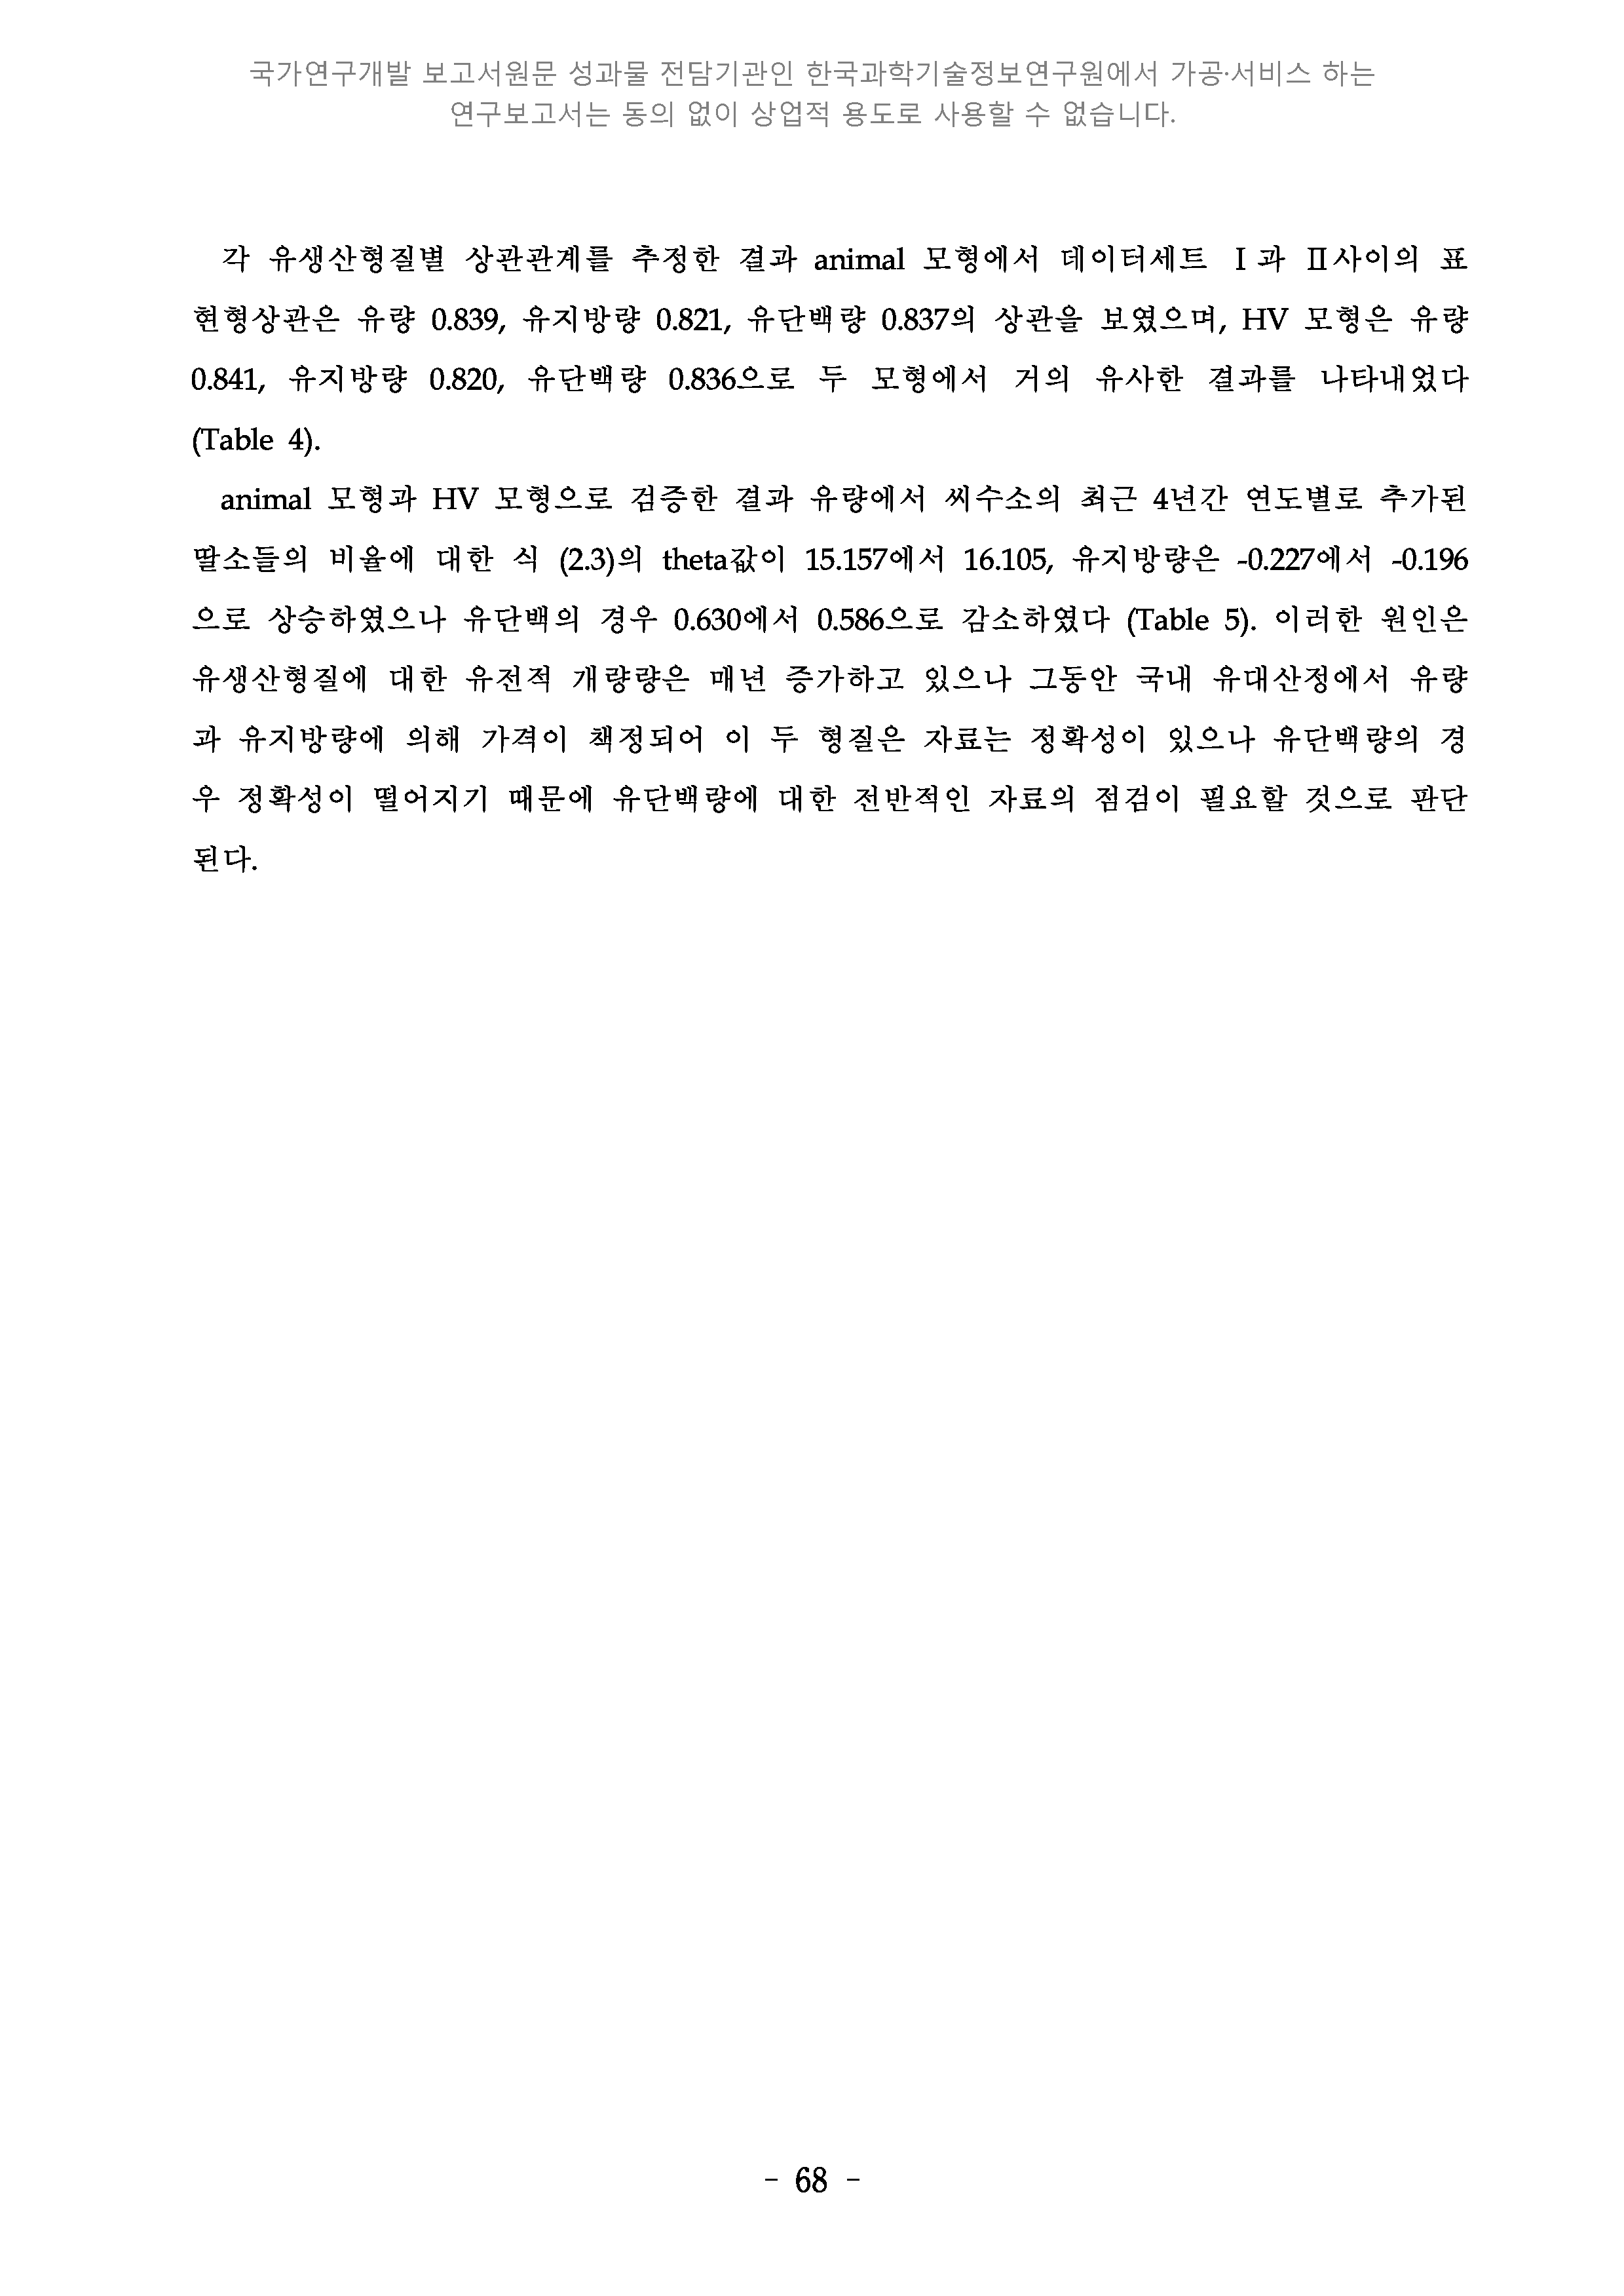 국가연구개발 보고서원문 성과물 전담기관인 한국과학기술정보연구원에서 가공·서비스 하는
연구보고서는 동의 없이 상업적 용도로 사용할 수 없습니다.
각 유생산형질별 상관관계를 추정한 결과 animal 모형에서 데이터세트 Ⅰ과 Ⅱ사이의 표
현형상관은 유량 0.839, 유지방량 0.821, 유단백량 0.837의 상관을 보였으며, HV 모형은 유량
0.841, 유지방량 0.820, 유단백량 0.836으로 두 모형에서 거의 유사한 결과를 나타내었다
(Table 4).
animal 모형과 HV 모형으로 검증한 결과 유량에서 씨수소의 최근 4년간 연도별로 추가된
딸소들의 비율에 대한 식 (2.3)의 theta값이 15.157에서 16.105, 유지방량은 -0.227에서 -0.196
으로 상승하였으나 유단백의 경우 0.630에서 0.586으로 감소하였다 (Table 5). 이러한 원인은
유생산형질에 대한 유전적 개량량은 매년 증가하고 있으나 그동안 국내 유대산정에서 유량
과 유지방량에 의해 가격이 책정되어 이 두 형질은 자료는 정확성이 있으나 유단백량의 경
우 정확성이 떨어지기 때문에 유단백량에 대한 전반적인 자료의 점검이 필요할 것으로 판단
된다.
- 68 -